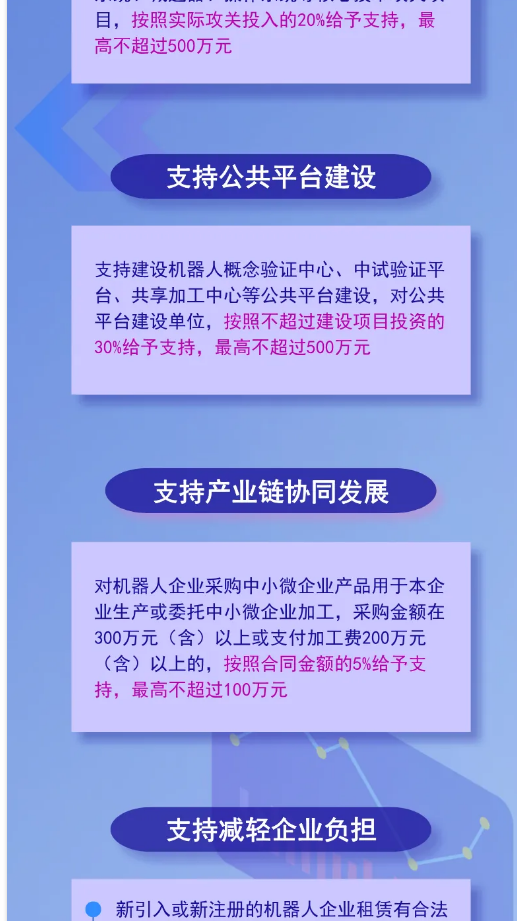 目，按照实际攻关投入的20%给予支持，最
高不超过500万元
支持公共平台建设
支持建设机器人概念验证中心、中试验证平
台、共享加工中心等公共平台建设，对公共
平台建设单位，按照不超过建设项目投资的
30%给予支持，最高不超过500万元
支持产业链协同发展
对机器人企业采购中小微企业产品用于本企
业生产或委托中小微企业加工，采购金额在
300万元（含）以上或支付加工费200万元
（含）以上的，按照合同金额的5%给予支
持，最高不超过100万元
支持减轻企业负担
新引入或新注册的机器人企业租赁有合法